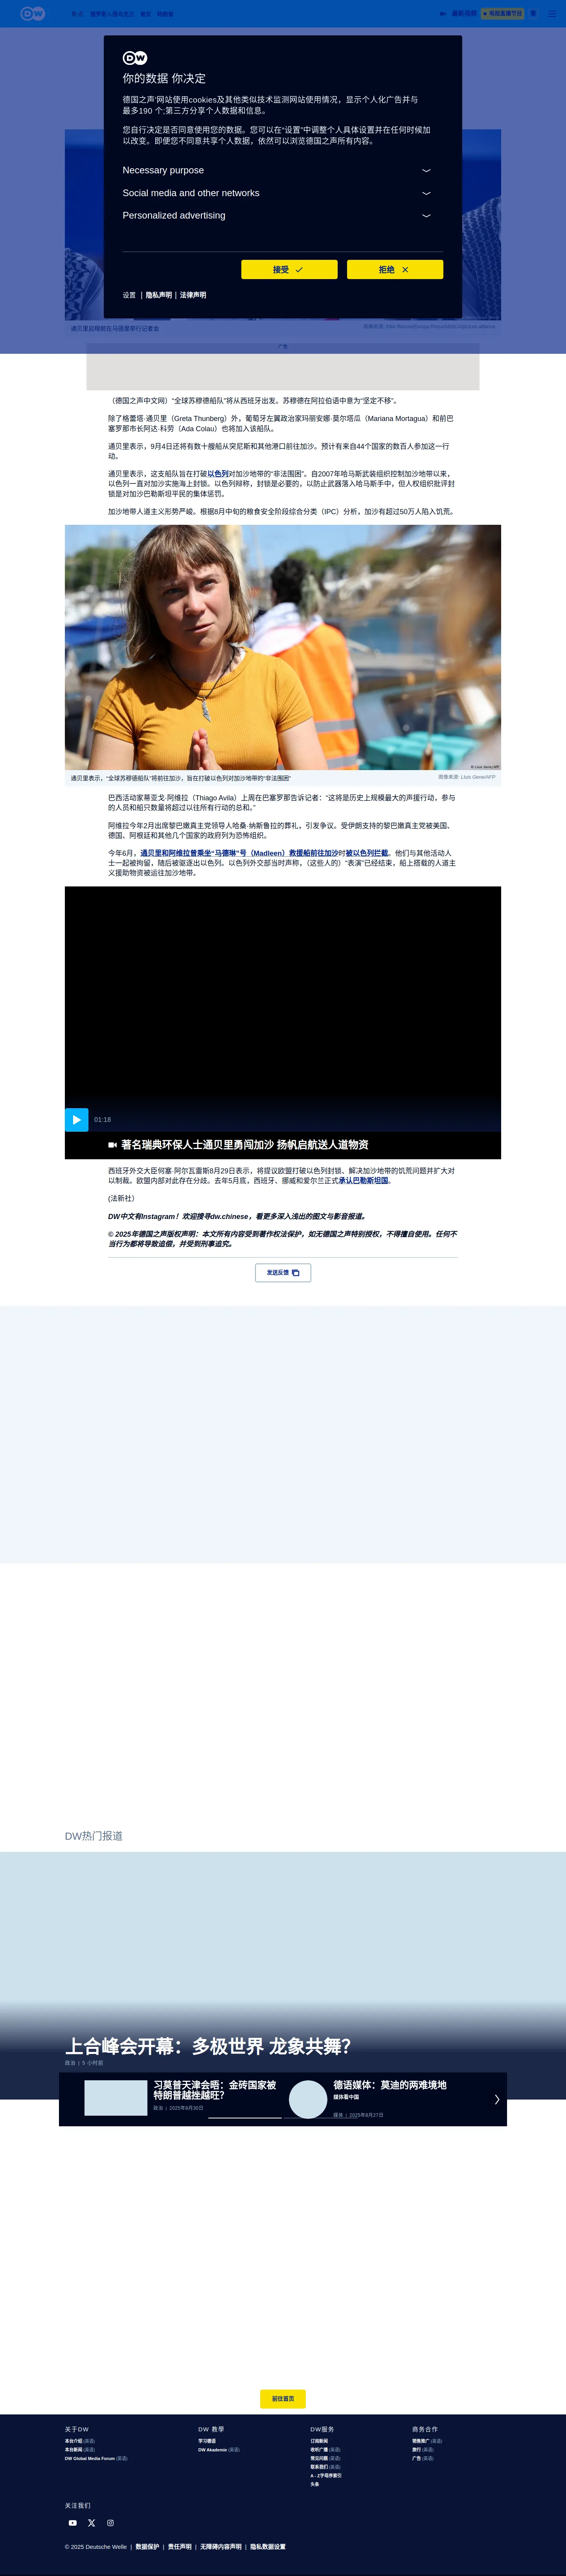 DW
最新视频
电视直播节目
DW
你的数据 你决定
德国之声'网站使用cookies及其他类似技术监测网站使用情况，显示个人化广告并与
最多190 个;第三方分享个人数据和信息。
您自行决定是否同意使用您的数据。您可以在“设置”中调整个人具体设置并在任何时候加
以改变。即便您不同意共享个人数据，依然可以浏览德国之声所有内容。
Necessary purpose
Social media and other networks
Personalized advertising
接受
拒绝
设置 | 隐私声明 | 法律声明
通贝里启程前在马德里举行记者会
广告
（德国之声中文网）“全球苏穆德船队”将从西班牙出发。苏穆德在阿拉伯语中意为“坚定不移”。
除了格蕾塔·通贝里（Greta Thunberg）外，葡萄牙左翼政治家玛丽安娜·莫尔塔瓜（Mariana Mortagua）和前巴
塞罗那市长阿达·科劳（Ada Colau）也将加入该船队。
通贝里表示，9月4日还将有数十艘船从突尼斯和其他港口前往加沙。预计有来自44个国家的数百人参加这一行
动。
通贝里表示，这支船队旨在打破以色列对加沙地带的“非法围困”。自2007年哈马斯武装组织控制加沙地带以来，
以色列一直对加沙实施海上封锁。以色列辩称，封锁是必要的，以防止武器落入哈马斯手中，但人权组织批评封
锁是对加沙巴勒斯坦平民的集体惩罚。
加沙地带人道主义形势严峻。根据8月中旬的粮食安全阶段综合分类（IPC）分析，加沙有超过50万人陷入饥荒。
© Lluis Gene/AFP
通贝里表示，“全球苏穆德船队”将前往加沙，旨在打破以色列对加沙地带的“非法围困”
图像来源: Lluis Gene/AFP
巴西活动家蒂亚戈·阿维拉（Thiago Avila）上周在巴塞罗那告诉记者：“这将是历史上规模最大的声援行动，参与
的人员和船只数量将超过以往所有行动的总和。”
阿维拉今年2月出席黎巴嫩真主党领导人哈桑·纳斯鲁拉的葬礼，引发争议。受伊朗支持的黎巴嫩真主党被美国、
德国、阿根廷和其他几个国家的政府列为恐怖组织。
今年6月，通贝里和阿维拉曾乘坐“马德琳”号（Madleen）救援船前往加沙时被以色列拦截。他们与其他活动人
士一起被拘留，随后被驱逐出以色列。以色列外交部当时声称，（这些人的）“表演”已经结束，船上搭载的人道主
义援助物资被运往加沙地带。
01:18
著名瑞典环保人士通贝里勇闯加沙 扬帆启航送人道物资
西班牙外交大臣何塞·阿尔瓦雷斯8月29日表示，将提议欧盟打破以色列封锁、解决加沙地带的饥荒问题并扩大对
以制裁。欧盟内部对此存在分歧。去年5月底，西班牙、挪威和爱尔兰正式承认巴勒斯坦国。
(法新社）
DW中文有Instagram！欢迎搜寻dw.chinese，看更多深入浅出的图文与影音报道。
© 2025年德国之声版权声明：本文所有内容受到著作权法保护，如无德国之声特别授权，不得擅自使用。任何不
当行为都将导致追偿，并受到刑事追究。
发送反馈
DW热门报道
上合峰会开幕：多极世界 龙象共舞？
政治 | 5 小时前
习莫普天津会晤：金砖国家被
特朗普越挫越旺？
政治 | 2025年8月30日
德语媒体：莫迪的两难境地
媒体看中国
媒体 | 2025年8月27日
前往首页
关于DW
本台介绍 (英语)
本台新闻 (英语)
DW Global Media Forum (英语)
DW 教學
学习德语
DW Akademie (英语)
DW服务
订阅新闻
收听广播 (英语)
常见问题 (英语)
联系我们 (英语)
A - Z字母序索引
头条
商务合作
销售推广 (英语)
旅行 (英语)
广告 (英语)
关注我们
© 2025 Deutsche Welle | 数据保护 | 责任声明 | 无障碍内容声明 | 隐私数据设置